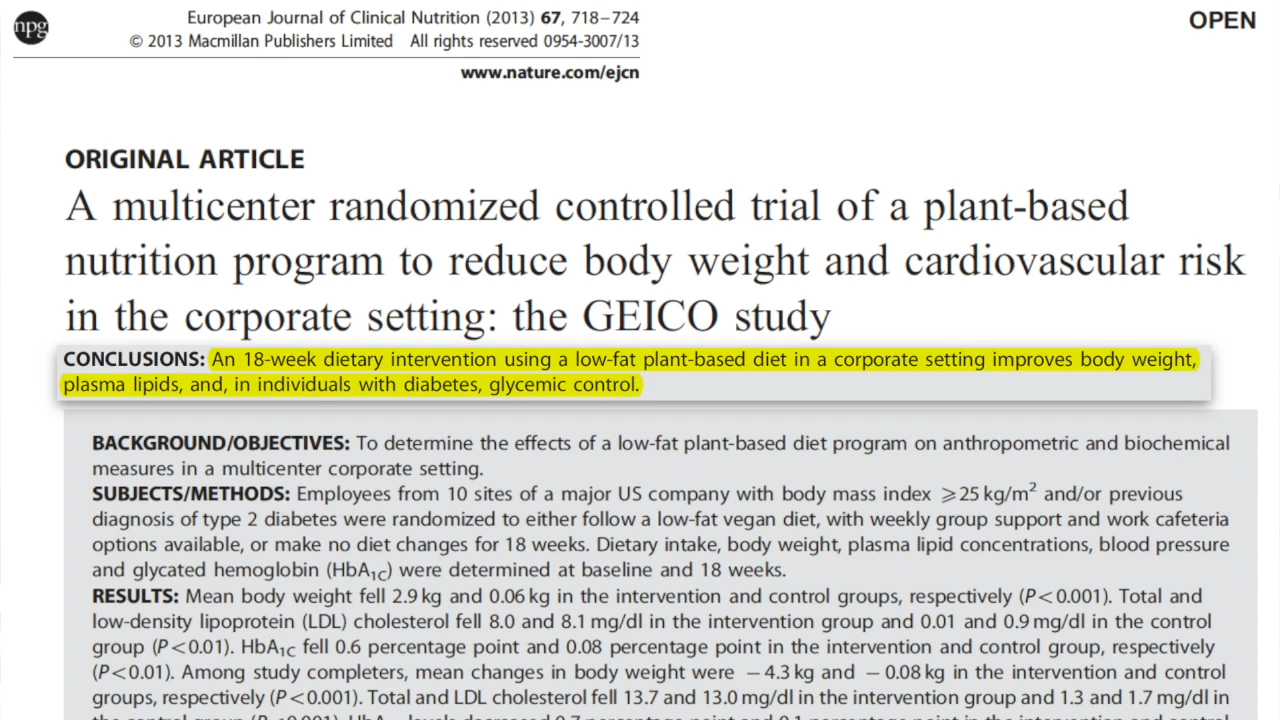 npg
European Journal of Clinical Nutrition (2013) 67, 718–724
© 2013 Macmillan Publishers Limited All rights reserved 0954-3007/13
www.nature.com/ejcn
OPEN
ORIGINAL ARTICLE
A multicenter randomized controlled trial of a plant-based
nutrition program to reduce body weight and cardiovascular risk
in the corporate setting: the GEICO study
CONCLUSIONS: An 18-week dietary intervention using a low-fat plant-based diet in a corporate setting improves body weight,
plasma lipids, and, in individuals with diabetes, glycemic control.
BACKGROUND/OBJECTIVES: To determine the effects of a low-fat plant-based diet program on anthropometric and biochemical
measures in a multicenter corporate setting.
SUBJECTS/METHODS: Employees from 10 sites of a major US company with body mass index ⩾25 kg/m² and/or previous
diagnosis of type 2 diabetes were randomized to either follow a low-fat vegan diet, with weekly group support and work cafeteria
options available, or make no diet changes for 18 weeks. Dietary intake, body weight, plasma lipid concentrations, blood pressure
and glycated hemoglobin (HbA1C) were determined at baseline and 18 weeks.
RESULTS: Mean body weight fell 2.9 kg and 0.06 kg in the intervention and control groups, respectively (P<0.001). Total and
low-density lipoprotein (LDL) cholesterol fell 8.0 and 8.1 mg/dl in the intervention group and 0.01 and 0.9 mg/dl in the control
group (P<0.01). HbA1C fell 0.6 percentage point and 0.08 percentage point in the intervention and control group, respectively
(P<0.01). Among study completers, mean changes in body weight were −4.3 kg and −0.08 kg in the intervention and control
groups, respectively (P<0.001). Total and LDL cholesterol fell 13.7 and 13.0 mg/dl in the intervention group and 1.3 and 1.7 mg/dl in